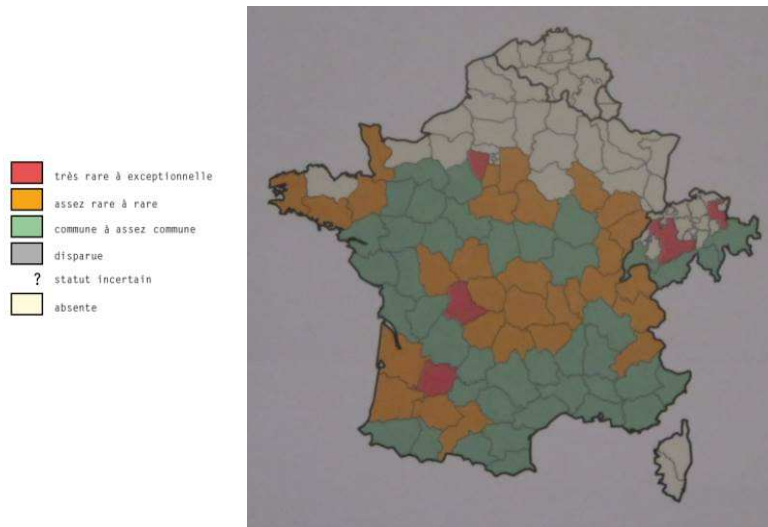 très rare à exceptionnelle
assez rare à rare
commune à assez commune
disparue
? statut incertain
absente